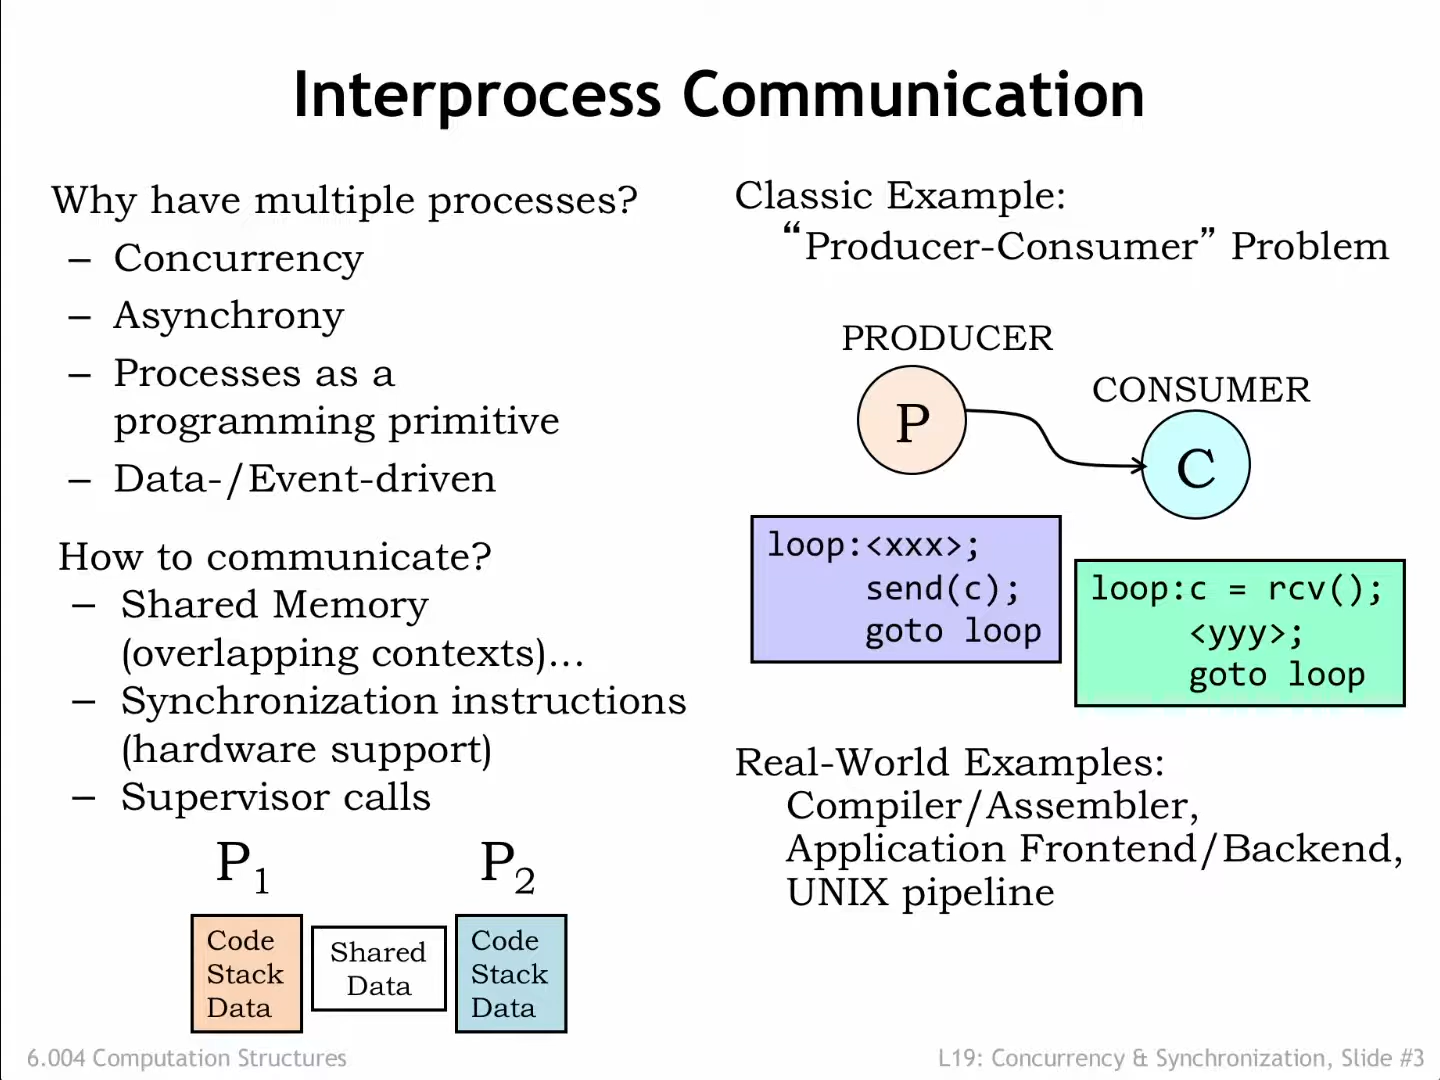 Interprocess Communication
Why have multiple processes?
– Concurrency
– Asynchrony
– Processes as a
programming primitive
– Data-/Event-driven
How to communicate?
– Shared Memory
(overlapping contexts)...
– Synchronization instructions
(hardware support)
– Supervisor calls
P1
P2
Code
Stack
Data
Shared
Data
Code
Stack
Data
Classic Example:
“Producer-Consumer” Problem
PRODUCER
P
CONSUMER
C
loop:<xxx>;
send(c);
goto loop
loop:c = rcv();
<yyy>;
goto loop
Real-World Examples:
Compiler/Assembler,
Application Frontend/Backend,
UNIX pipeline
6.004 Computation Structures
L19: Concurrency & Synchronization, Slide #3